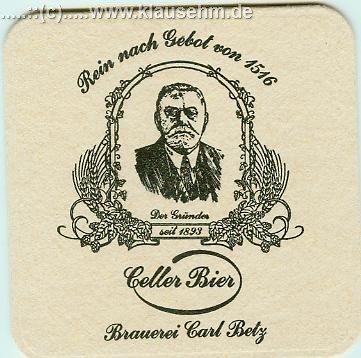 ......:(c)..... www.klausehm.de
Rein nach Gebot von 1516
Der Gründer
seit 1893
Celler Bier
Brauerei Carl Betz